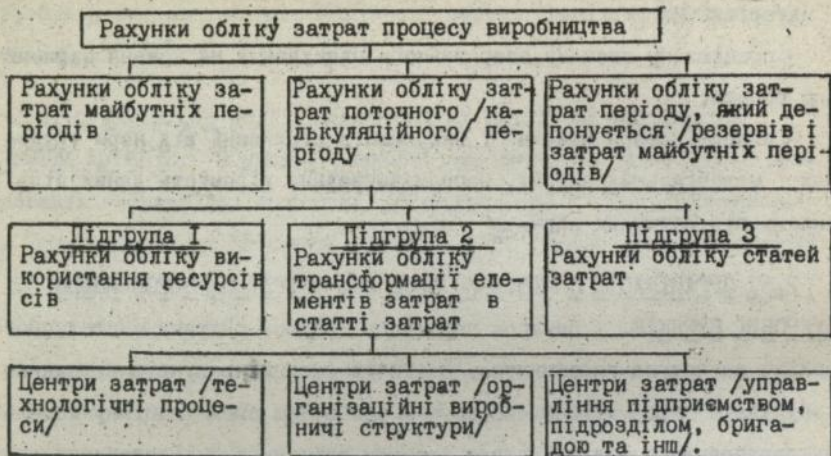 Рахунки обліку затрат процесу виробництва
Рахунки обліку за-
трат майбутніх пе-
ріодів
Рахунки обліку зат-
рат поточного /ка-
лькуляційного/ пе-
ріоду
Рахунки обліку зат-
рат періоду, який де-
понується /резервів і
затрат майбутніх пері-
одів/
Підгрупа І
Рахунки обліку ви-
користання ресурсів
сів
Підгрупа 2
Рахунки обліку
трансформації еле-
ментів затрат в
статті затрат
Підгрупа 3
Рахунки обліку статей
затрат
Центри затрат /те-
хнологічні проце-
си/
Центри затрат /ор-
ганізаційні вироб-
ничі структури/
Центри затрат /управ-
ління підприємством,
підрозділом, брига-
дою та інш/.